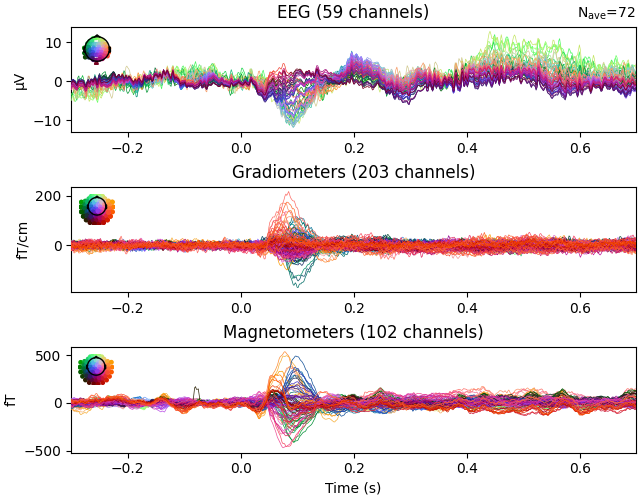 EEG (59 channels)
Nave=72
10
0
−10
µV
−0.2 0.0 0.2 0.4 0.6
Gradiometers (203 channels)
200
0
fT/cm
−0.2 0.0 0.2 0.4 0.6
Magnetometers (102 channels)
500
0
−500
fT
−0.2 0.0 0.2 0.4 0.6
Time (s)